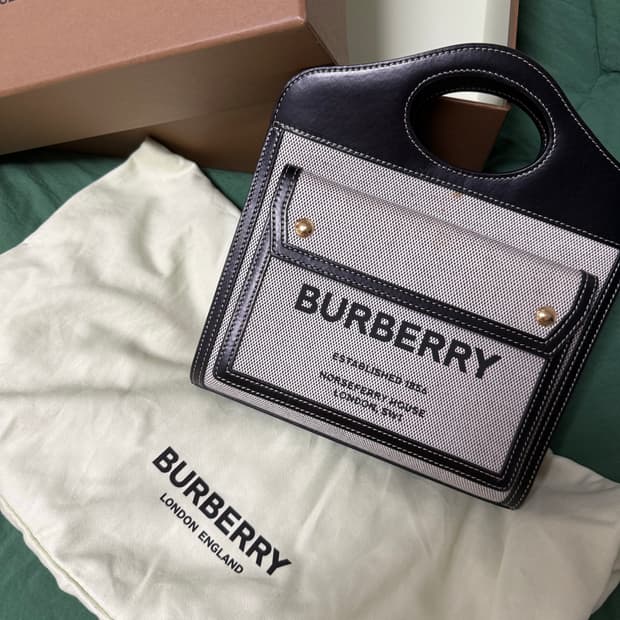 BURBERRY
ESTABLISHED 1856
HORSEFERRY HOUSE
LONDON, SW1
BURBERRY
LONDON ENGLAND